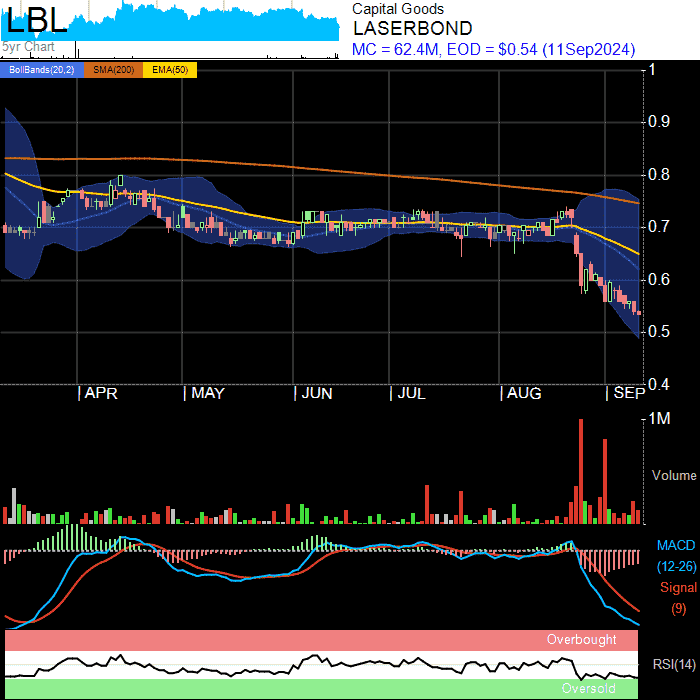 LBL
5yr Chart
Capital Goods
LASERBOND
MC = 62.4M, EOD = $0.54 (11Sep2024)
BollBands(20,2) SMA(200) EMA(50)
1
0.9
0.8
0.7
0.6
0.5
0.4
APR MAY JUN JUL AUG SEP
1M
Volume
MACD
(12-26)
Signal
(9)
Overbought
RSI(14)
Oversold